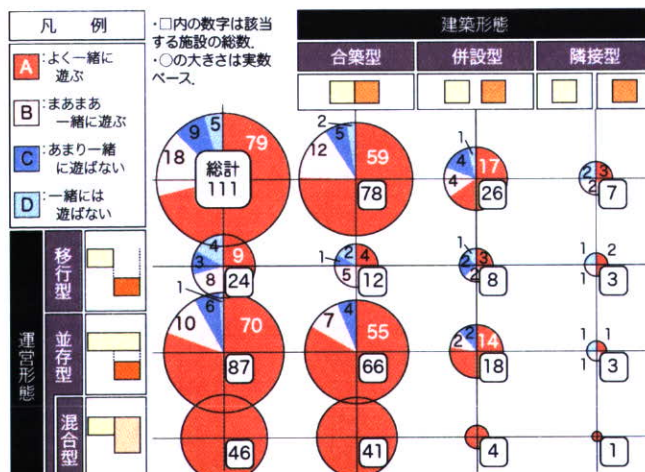 凡 例
A:よく一緒に
遊ぶ
B:まあまあ
一緒に遊ぶ
C:あまり一緒
に遊ばない
D:一緒には
遊ばない
・□内の数字は該当
する施設の総数.
・○の大きさは実数
ベース.
建築形態
合築型 併設型 隣接型
79 18 9 5
総計
111
59 12 5 2 78
17 4 4 1 26
3 2 2 7
運営形態
移行型
9 8 3 4 24
4 5 1 2 12
3 2 2 1 8
2 1 1 3
並存型
70 10 6 1 87
55 7 4 66
14 2 2 18
1 1 1 3
混合型
46 41 4 1